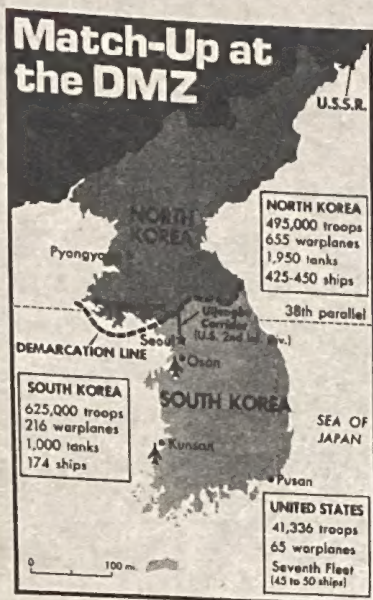 Match-Up at
the DMZ
U.S.S.R.
NORTH
KOREA
Pyongya
NORTH KOREA
495,000 troops
655 warplanes
1,950 tanks
425-450 ships
38th parallel
DEMARCATION LINE
Uijongbu
Corridor
(U.S. 2nd Inf. Div.)
Seoul
Osan
SOUTH KOREA
625,000 troops
216 warplanes
1,000 tanks
174 ships
SOUTH KOREA
SEA OF
JAPAN
Kunsan
Pusan
UNITED STATES
41,336 troops
65 warplanes
Seventh Fleet
(45 to 50 ships)
0 100 mi.